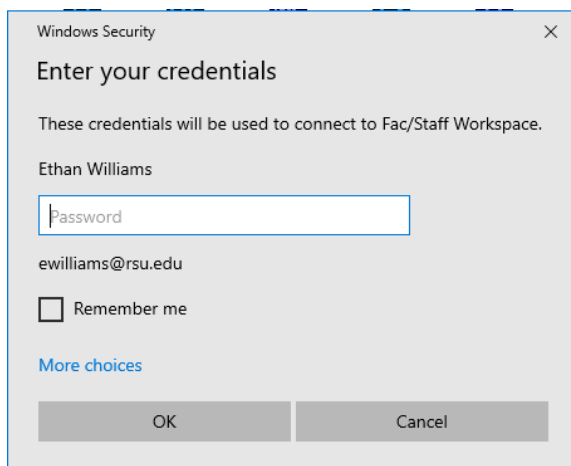 Windows Security
Enter your credentials
These credentials will be used to connect to Fac/Staff Workspace.
Ethan Williams
Password
ewilliams@rsu.edu
Remember me
More choices
OK Cancel